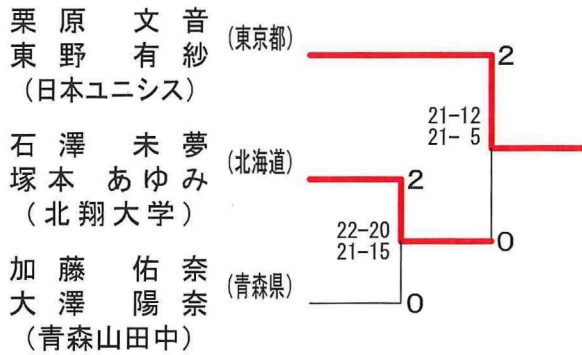 栗原 文音
東野 有紗
(日本ユニシス)
(東京都)
2
21-12
21- 5
石澤 未夢
塚本 あゆみ
(北翔大学)
(北海道)
2
0
22-20
21-15
加藤 佑奈
大澤 陽奈
(青森山田中)
(青森県)
0